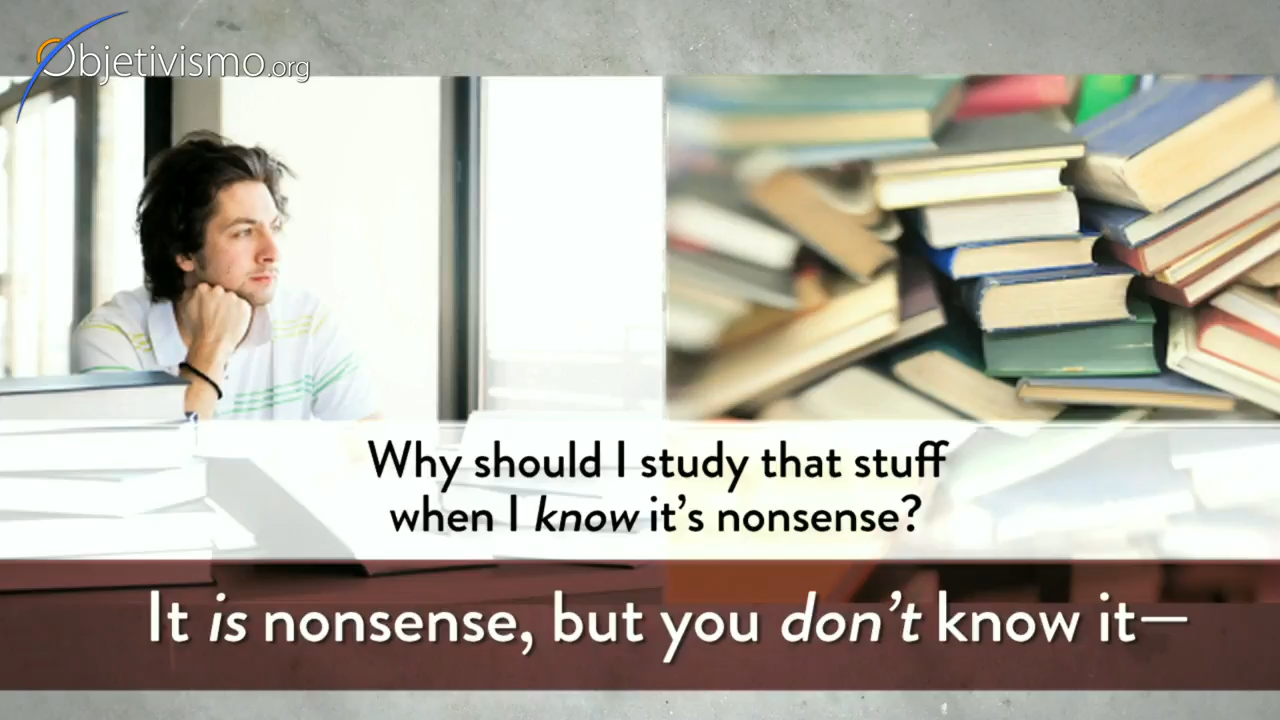 Objetivismo.org
Why should I study that stuff
when I know it's nonsense?
It is nonsense, but you don't know it—